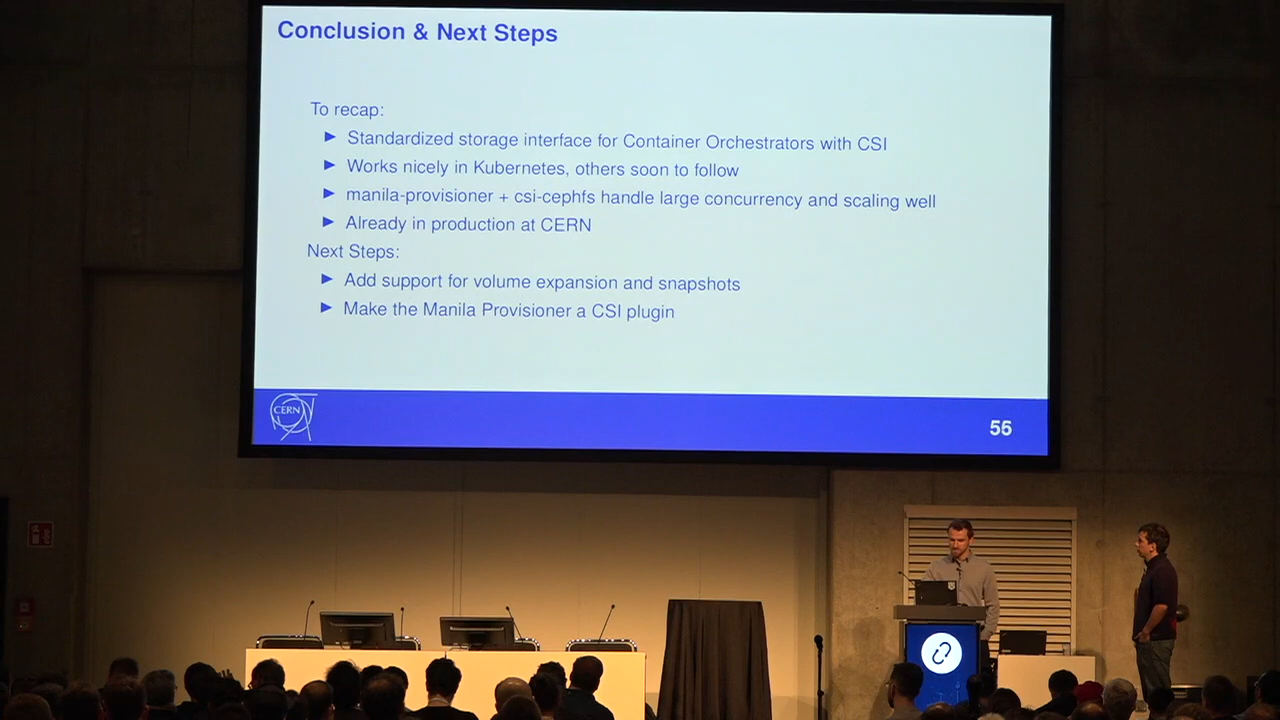 Conclusion & Next Steps
To recap:
► Standardized storage interface for Container Orchestrators with CSI
► Works nicely in Kubernetes, others soon to follow
► manila-provisioner + csi-cephfs handle large concurrency and scaling well
► Already in production at CERN
Next Steps:
► Add support for volume expansion and snapshots
► Make the Manila Provisioner a CSI plugin
CERN
56